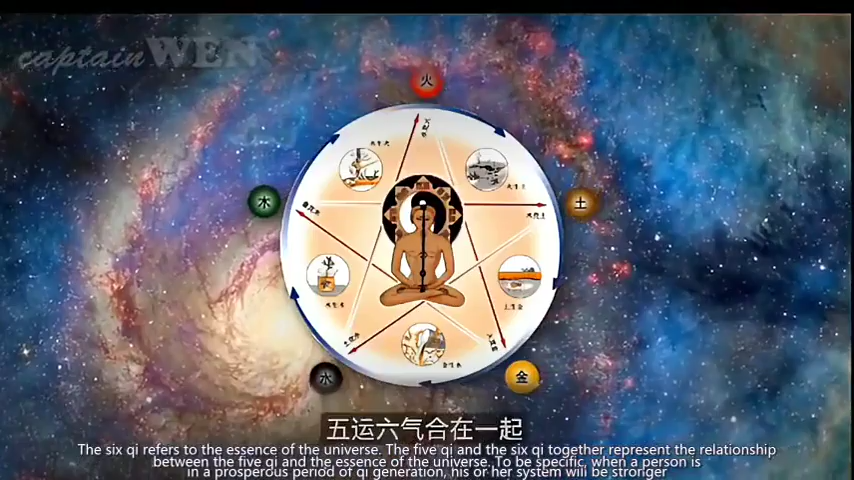 captainWEN
火
木
土
水
金
五运六气合在一起
The six qi refers to the essence of the universe. The five qi and the six qi together represent the relationship
between the five qi and the essence of the universe. To be specific, when a person is
in a prosperous period of qi generation, his or her system will be stronger